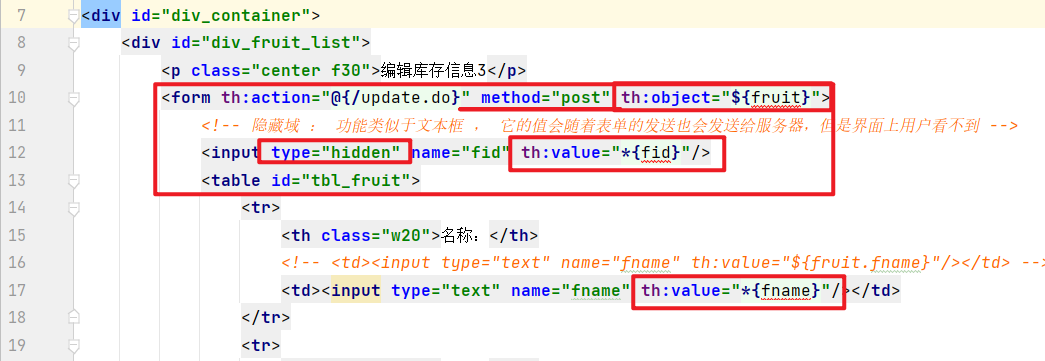 7 <div id="div_container">
8 <div id="div_fruit_list">
9 <p class="center f30">编辑库存信息3</p>
10 <form th:action="@{/update.do}" method="post" th:object="${fruit}">
11 <!-- 隐藏域 ： 功能类似于文本框 ， 它的值会随着表单的发送也会发送给服务器，但是界面上用户看不到 -->
12 <input type="hidden" name="fid" th:value="*{fid}"/>
13 <table id="tbl_fruit">
14 <tr>
15 <th class="w20">名称：</th>
16 <!-- <td><input type="text" name="fname" th:value="${fruit.fname}"/></td> --
17 <td><input type="text" name="fname" th:value="*{fname}"/></td>
18 </tr>
19 <tr>